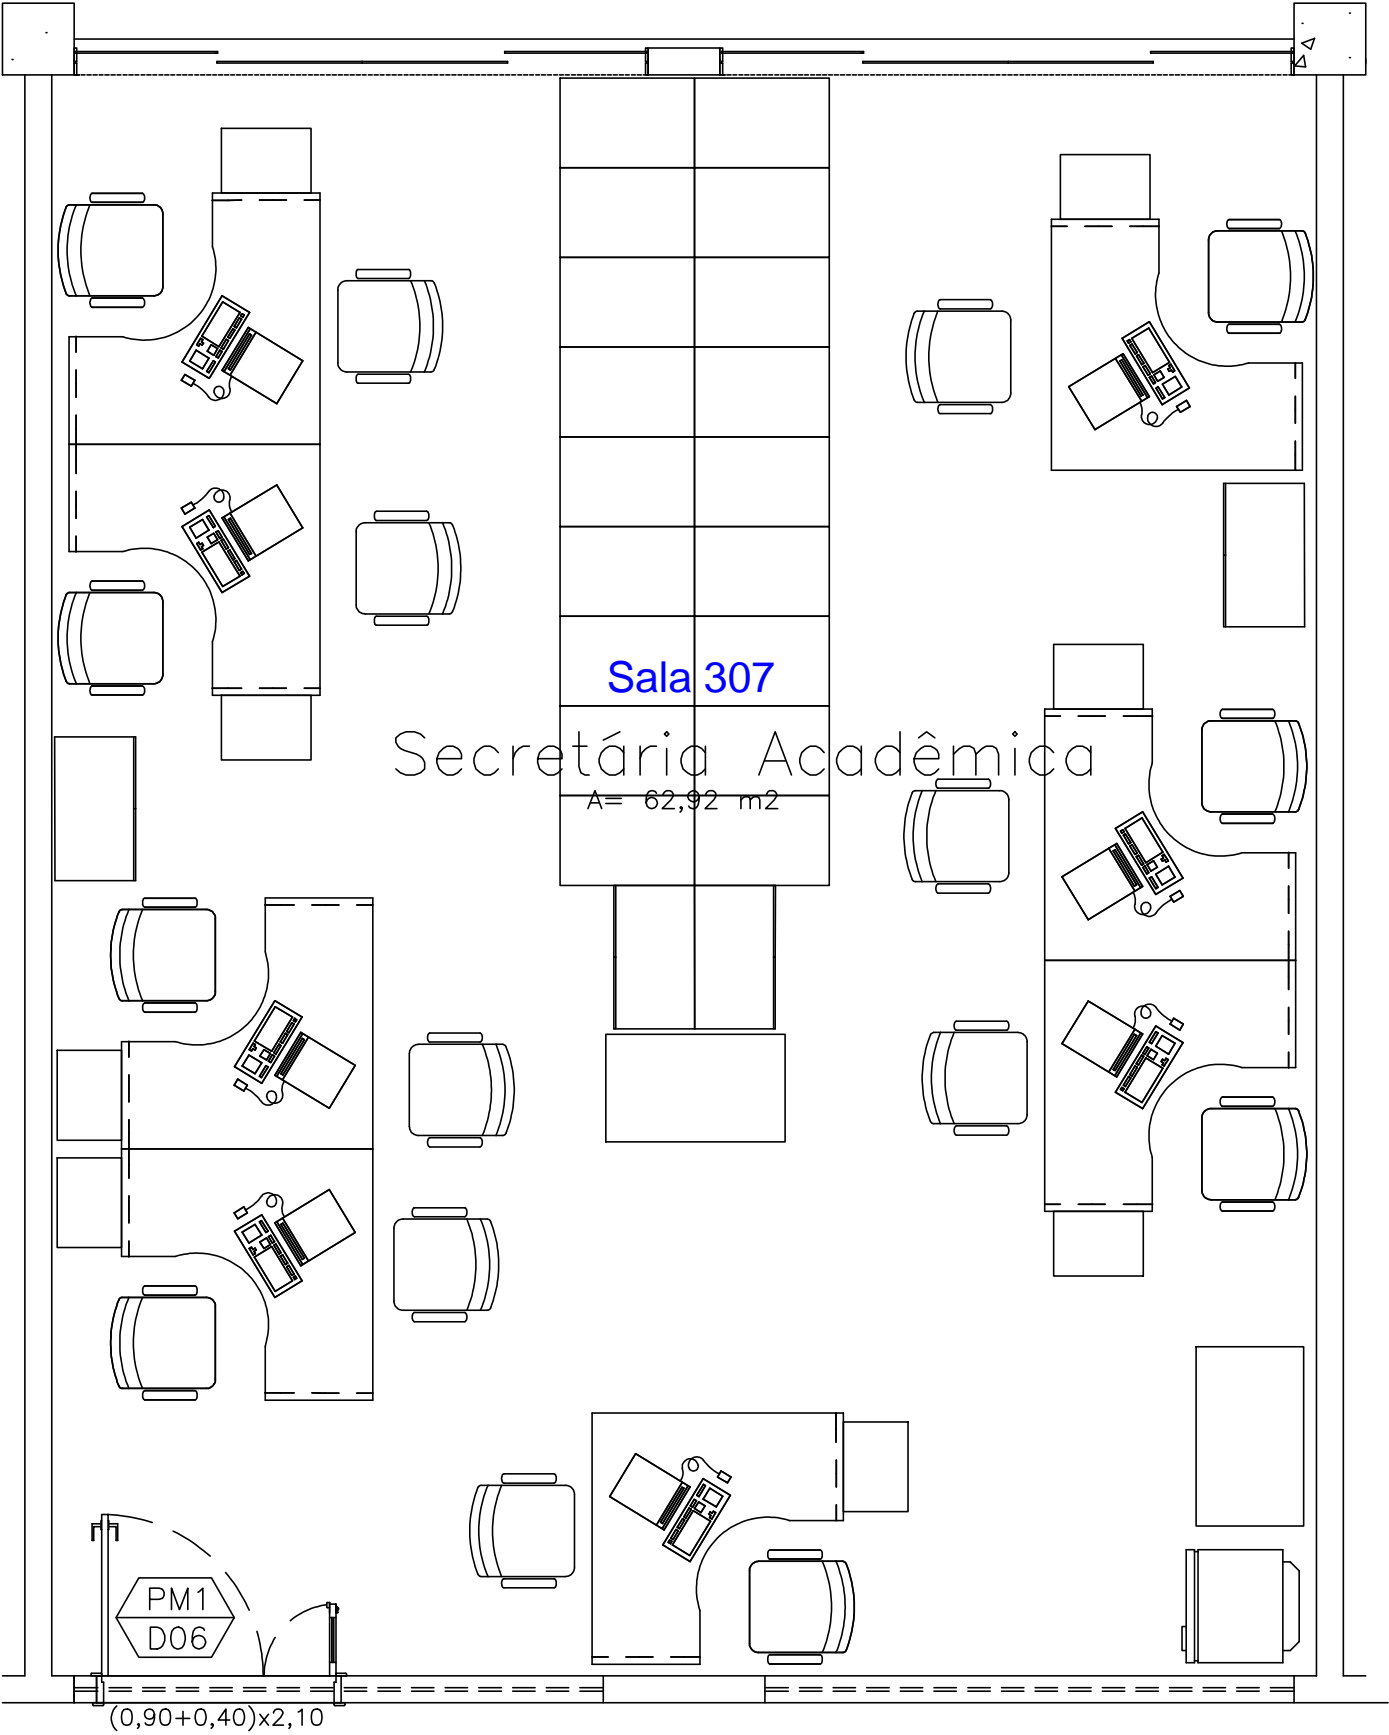 Sala 307
Secretária Acadêmica
A= 62,92 m2
PM1
D06
(0,90+0,40)x2,10